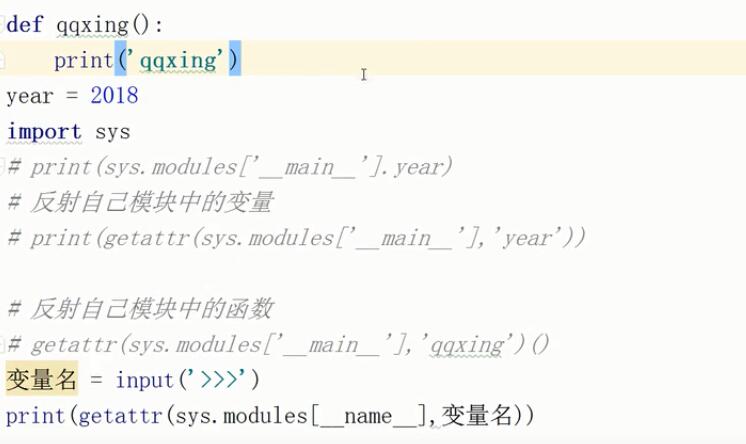 def qqxing():
    print('qqxing')
year = 2018
import sys
# print(sys.modules['__main__'].year)
# 反射自己模块中的变量
# print(getattr(sys.modules['__main__'],'year'))
# 反射自己模块中的函数
# getattr(sys.modules['__main__'],'qqxing')()
变量名 = input('>>>')
print(getattr(sys.modules[__name__],变量名))